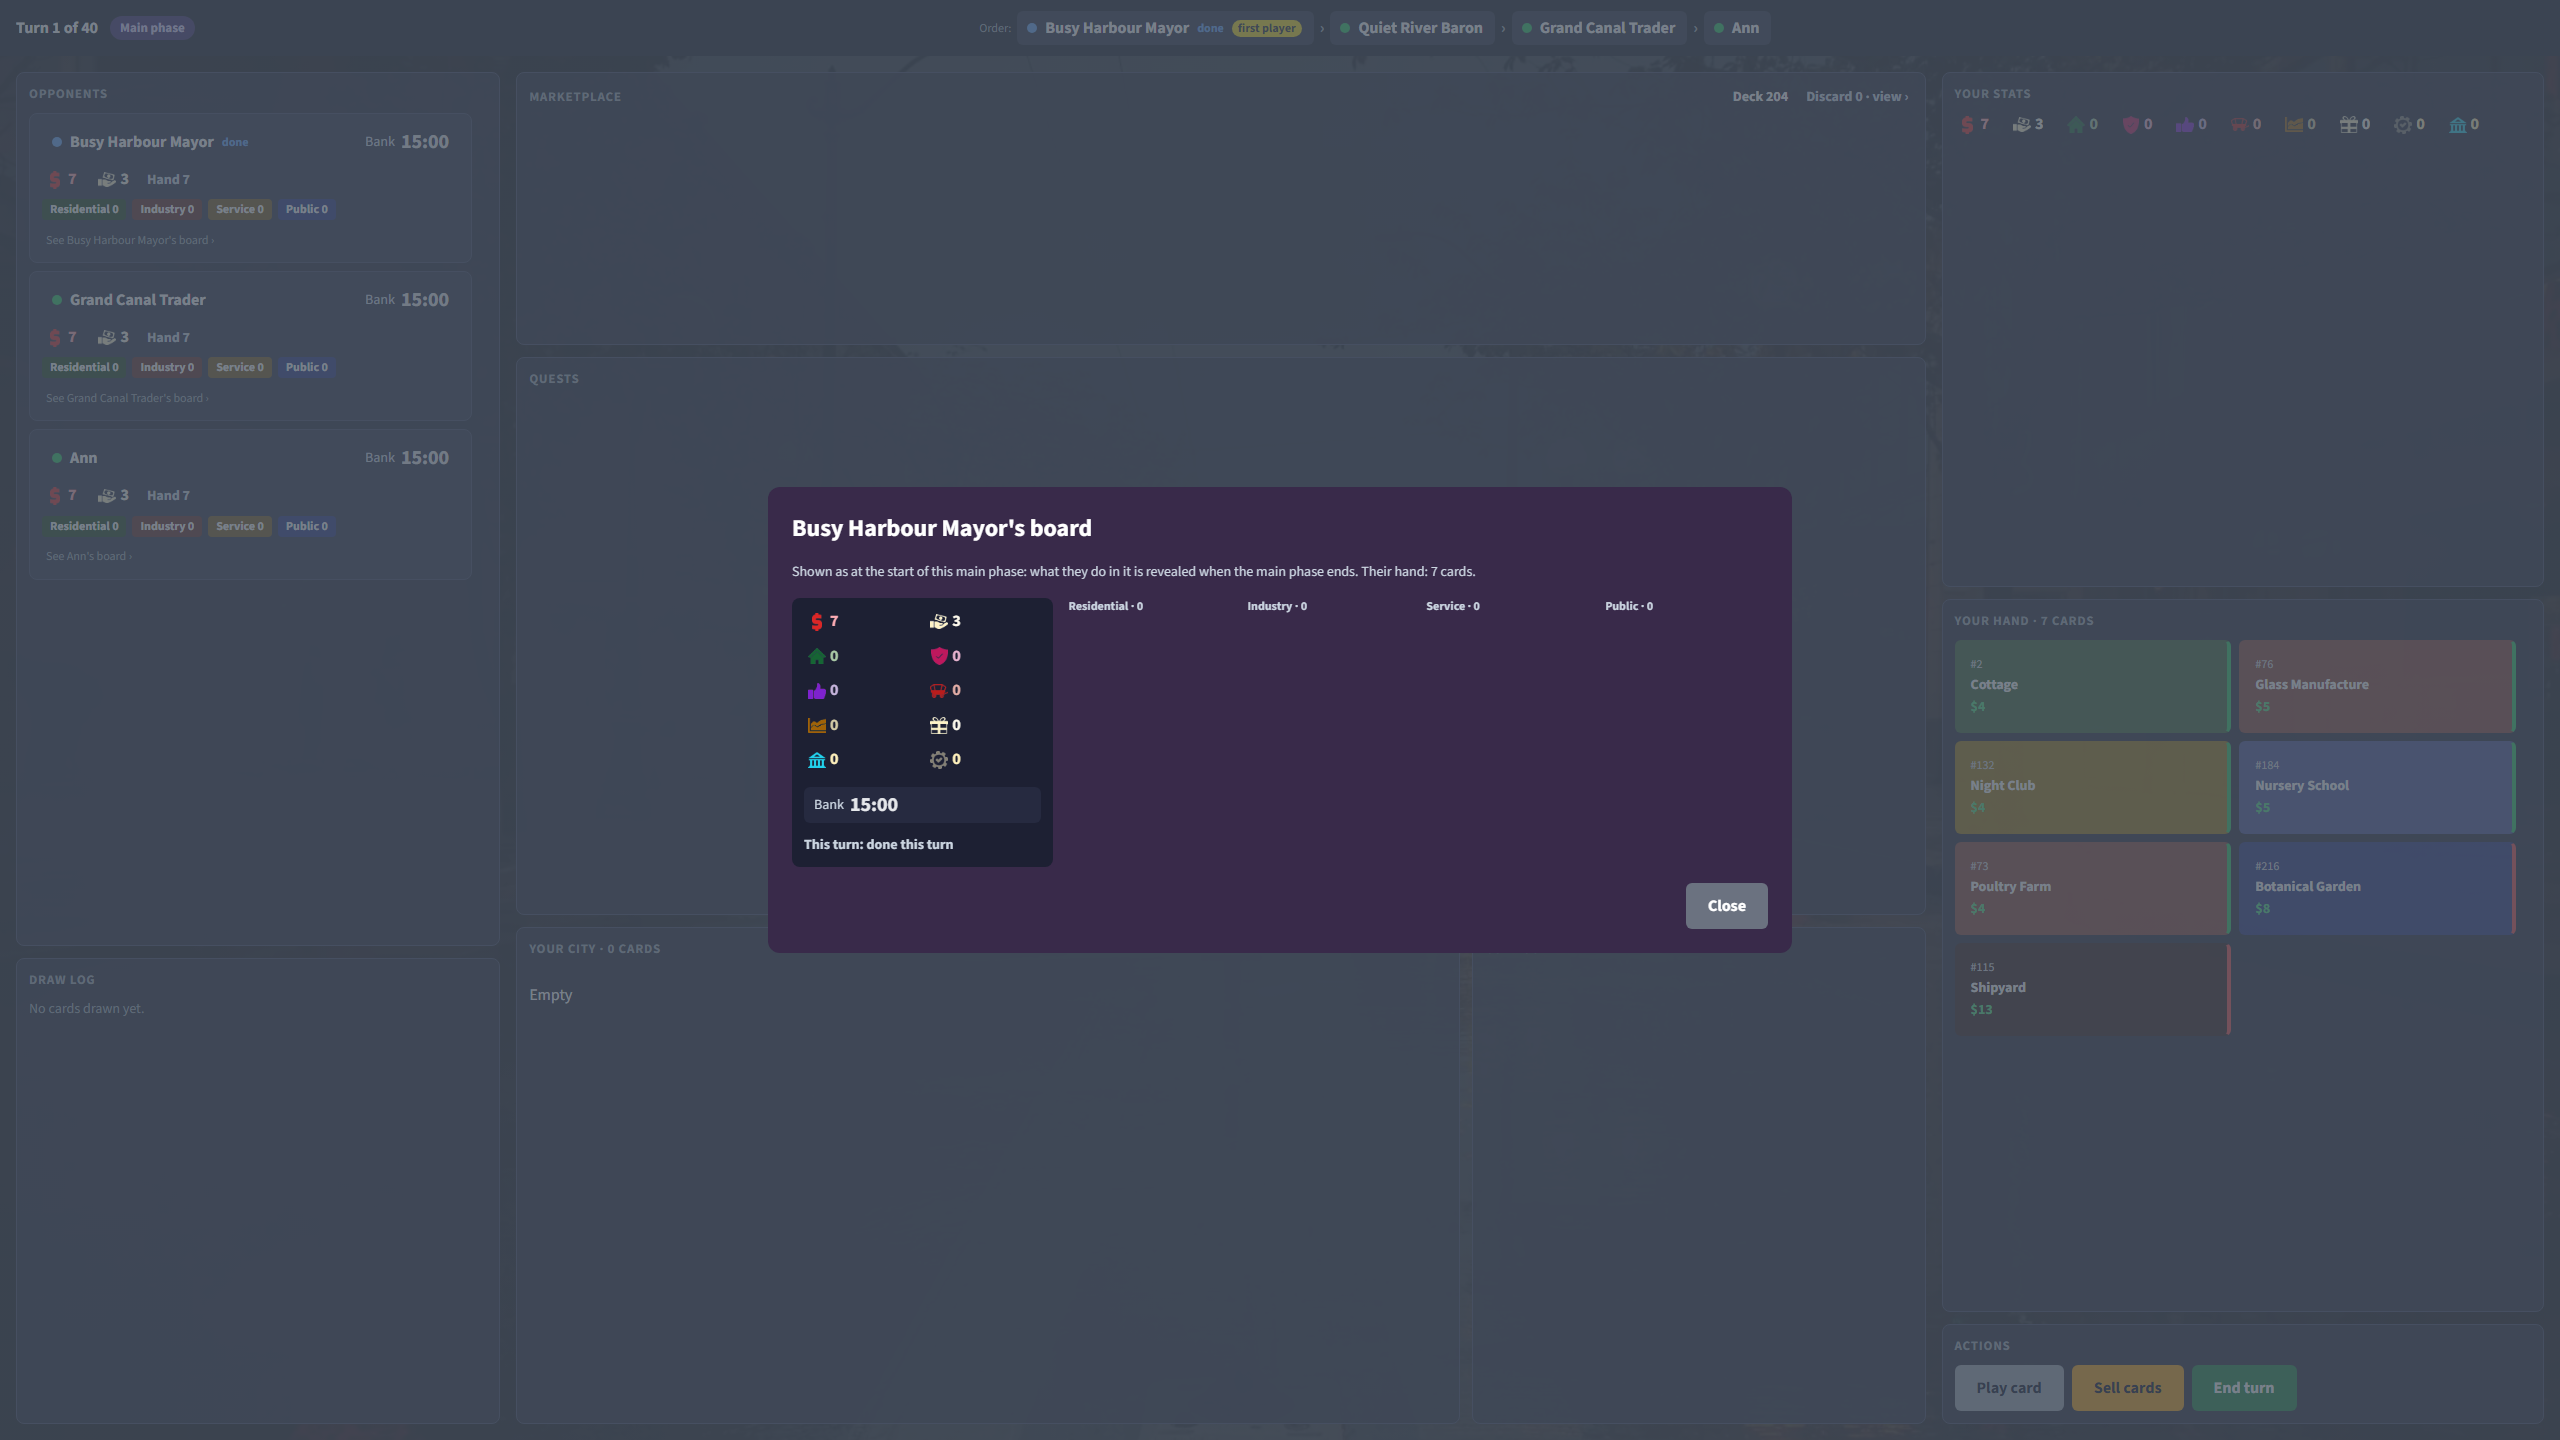 Turn 1 of 40 Main phase
Order: Busy Harbour Mayor done first player › Quiet River Baron › Grand Canal Trader › Ann
OPPONENTS
Busy Harbour Mayor done Bank 15:00
7 3 Hand 7
Residential 0 Industry 0 Service 0 Public 0
See Busy Harbour Mayor's board ›
Grand Canal Trader Bank 15:00
7 3 Hand 7
Residential 0 Industry 0 Service 0 Public 0
See Grand Canal Trader's board ›
Ann Bank 15:00
7 3 Hand 7
Residential 0 Industry 0 Service 0 Public 0
See Ann's board ›
DRAW LOG
No cards drawn yet.
MARKETPLACE
Deck 204 Discard 0 · view ›
QUESTS
Busy Harbour Mayor's board
Shown as at the start of this main phase: what they do in it is revealed when the main phase ends. Their hand: 7 cards.
7 3
0 0
0 0
0 0
0 0
Bank 15:00
This turn: done this turn
Residential · 0 Industry · 0 Service · 0 Public · 0
Close
YOUR CITY · 0 CARDS
Empty
YOUR STATS
7 3 0 0 0 0 0 0 0 0
YOUR HAND · 7 CARDS
#2
Cottage
$4
#76
Glass Manufacture
$5
#132
Night Club
$4
#184
Nursery School
$5
#73
Poultry Farm
$4
#216
Botanical Garden
$8
#115
Shipyard
$13
ACTIONS
Play card Sell cards End turn